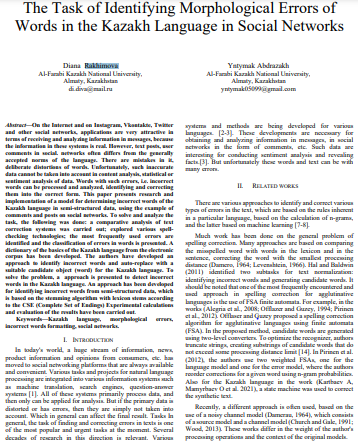 The Task of Identifying Morphological Errors of
Words in the Kazakh Language in Social Networks
Diana Rakhimova
Al-Farabi Kazakh National University,
Almaty, Kazakhstan
di.diva@mail.ru
Yntymak Abdrazakh
Al-Farabi Kazakh National University,
Almaty, Kazakhstan
yntymak05099@gmail.com
Abstract—On the Internet and on Instagram, Vkontakte, Twitter
and other social networks, applications are very attractive in
terms of receiving and analyzing information in messages, because
the information in these systems is real. However, text posts, user
comments in social networks often differs from the generally
accepted norms of the language. There are mistakes in it,
deliberate distortions of words. Unfortunately, such inaccurate
data cannot be taken into account in content analysis, statistical or
sentiment analysis of data. Words with such errors, i.e. incorrect
words can be processed and analyzed, identifying and correcting
them into the correct form. This paper presents research and
implementation of a model for determining incorrect words of the
Kazakh language in semi-structured data, using the example of
comments and posts on social networks. To solve and analyze the
task, the following was done: a comparative analysis of text
correction systems was carried out; explored various spell-
checking technologies; the most frequently used errors are
identified and the classification of errors in words is presented. A
dictionary of the basics of the Kazakh language from the electronic
corpus has been developed. The authors have developed an
approach to identify incorrect words and auto-replace with a
suitable candidate object (word) for the Kazakh language. To
solve the problem, a approach is presented to detect incorrect
words in the Kazakh language. An approach has been developed
for identifying incorrect words from semi-structured data, which
is based on the stemming algorithm with lexicon stems according
to the CSE (Complete Set of Endings) Experimental calculations
and evaluation of the results have been carried out.
Keywords—Kazakh language, morphological errors,
incorrect words formatting, social networks.
I. INTRODUCTION
In today's world, a huge stream of information, news,
product information and opinions from consumers, etc. has
moved to social networking platforms that are always available
and convenient. Various tasks and projects for natural language
processing are integrated into various information systems such
as machine translation, search engines, question-answer
systems [1]. All of these systems primarily process data, and
then only can be applied for analysis. But if the primary data is
distorted or has errors, then they are simply not taken into
account. Which in general can affect the final result. Tasks In
general, the task of finding and correcting errors in texts is one
of the most popular and urgent tasks at the moment. Several
decades of research in this direction is relevant. Various
systems and methods are being developed for various
languages. [2-3]. These developments are necessary for
obtaining and analyzing information in messages, in social
networks in the form of comments, etc. Such data are
interesting for conducting sentiment analysis and revealing
facts.[3]. But unfortunately these words and text can be with
many errors.
II. RELATED WORKS
There are various approaches to identify and correct various
types of errors in the text, which are based on the rules inherent
in a particular language, based on the calculation of n-grams,
and the latter based on machine learning [7-8].
Much work has been done on the general problem of
spelling correction. Many approaches are based on comparing
the misspelled word with words in the lexicon and in the
sentence, correcting the word with the smallest processing
distance (Damero, 1964; Levenshtein, 1966). Hal and Baldwin
(2011) identified two subtasks for text normalization:
identifying incorrect words and generating candidate words. It
should be noted that one of the most frequently encountered and
used approach in spelling correction for agglutinative
languages is the use of FSA finite automata. For example, in the
works (Alegria et al., 2008; Oflazer and Guzey, 1994; Pirinen
et al., 2012). Oflazer and Guzey proposed a spelling correction
algorithm for agglutinative languages using finite automata
(FSA). In the proposed method, candidate words are generated
using two-level converters. To optimize the recognizer, authors
truncate stings, creating substrings of candidate words that do
not exceed some processing distance limit [14]. In Pirinen et al.
(2012), the authors use two weighted FSAs, one for the
language model and one for the error model, where the authors
render corrections for a given word using n-gram probabilities.
Also for the Kazakh language in the work (Karibaev A,
Mamyrbaev O et al. 2021), a state machine was used to correct
the synthetic text.
Recently, a different approach is often used, based on the
use of a noisy channel model (Damerau, 1964), which consists
of a source model and a channel model (Church and Gale, 1991;
Wood, 2013). These works differ in the weight of the author's
processing operations and the context of the original models.